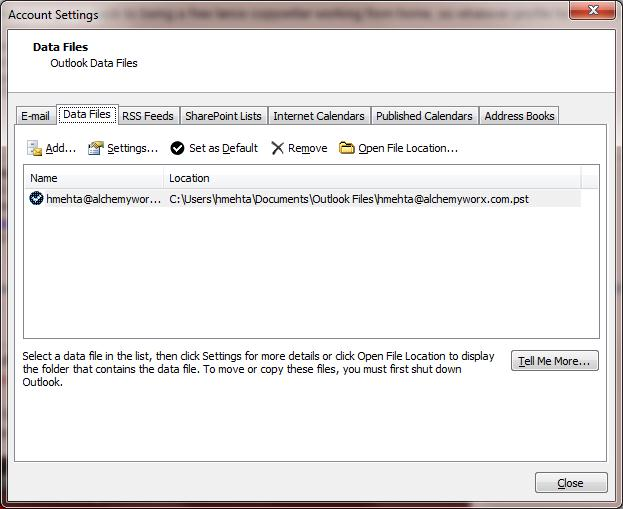 Account Settings
Data Files
Outlook Data Files
E-mail Data Files RSS Feeds SharePoint Lists Internet Calendars Published Calendars Address Books
Add... Settings... Set as Default Remove Open File Location...
Name Location
hmehta@alchemywor... C:\Users\hmehta\Documents\Outlook Files\hmehta@alchemyworx.com.pst
Select a data file in the list, then click Settings for more details or click Open File Location to display
the folder that contains the data file. To move or copy these files, you must first shut down
Outlook.
Tell Me More...
Close